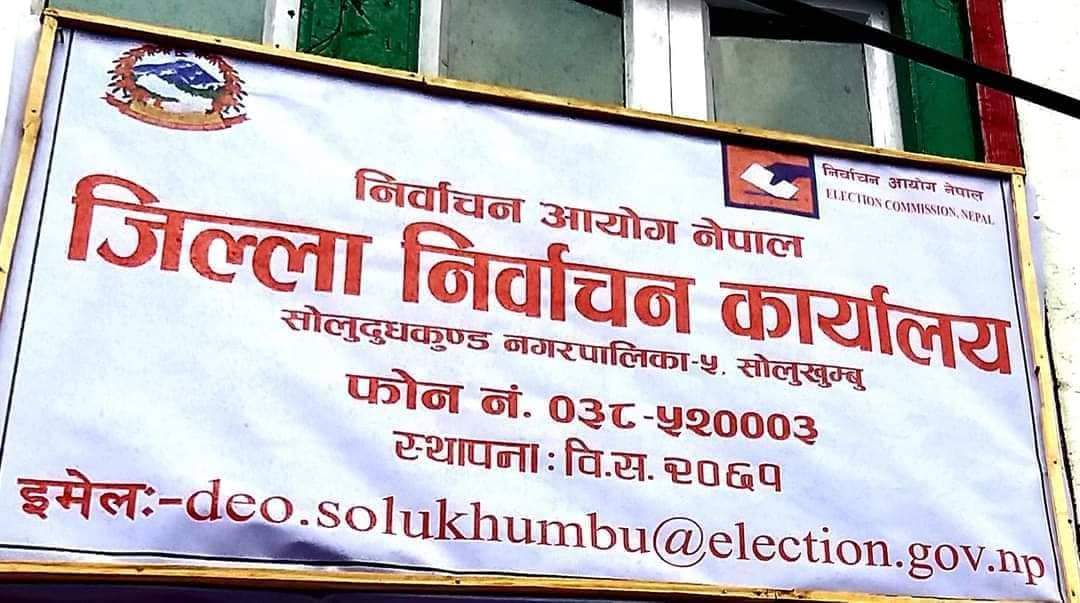 निर्वाचन आयोग नेपाल
ELECTION COMMISSION, NEPAL
निर्वाचन आयोग नेपाल
जिल्ला निर्वाचन कार्यालय
सोलुदुधकुण्ड नगरपालिका-५, सोलुखुम्बु
फोन नं. ०३८-५२०००३
स्थापना : वि.स. २०६१
इमेलः-deo.solukhumbu@election.gov.np